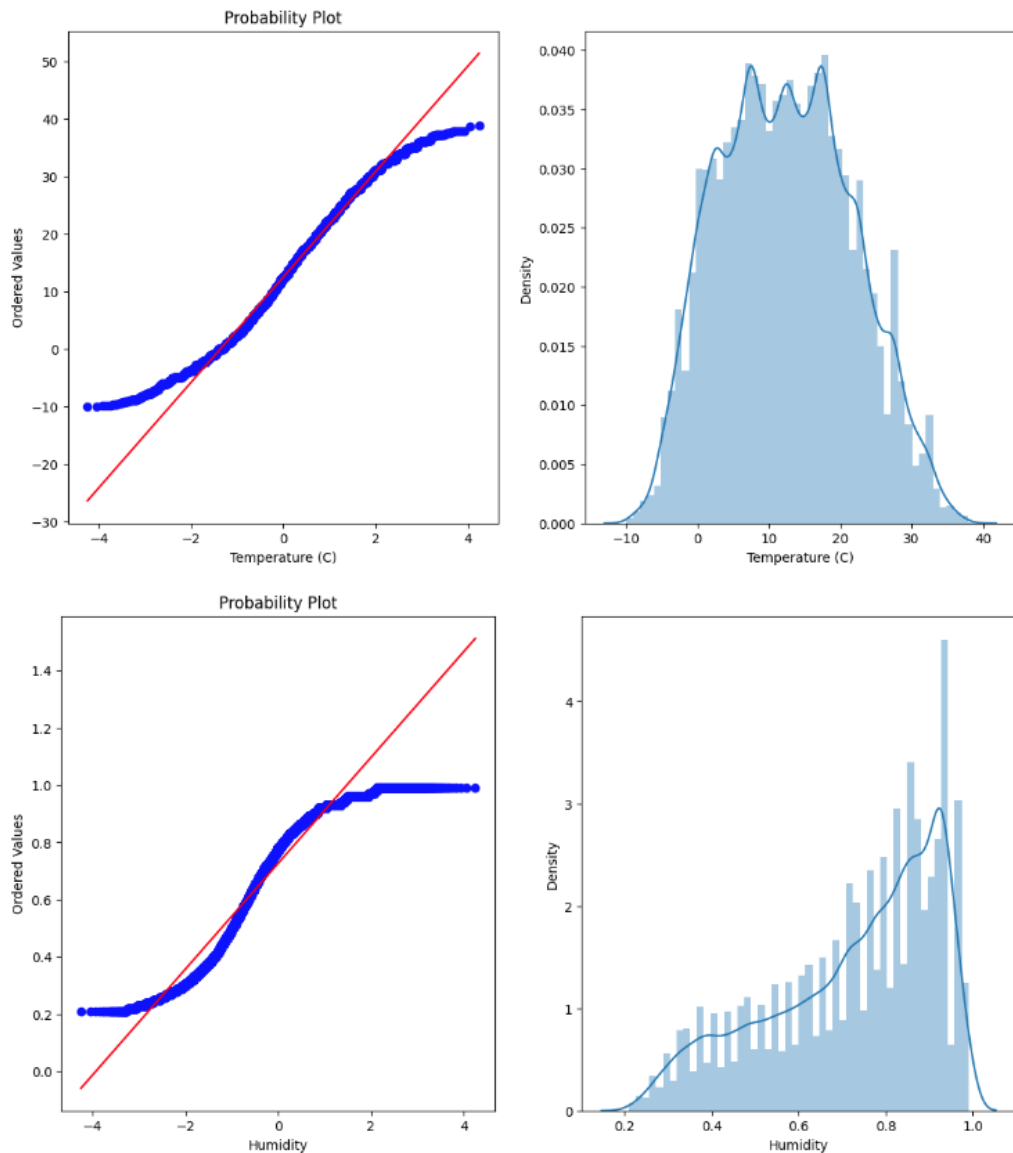 Probability Plot
50
40
30
20
10
0
−10
−20
−30
Ordered Values
−4 −2 0 2 4
Temperature (C)
0.040
0.035
0.030
0.025
0.020
0.015
0.010
0.005
0.000
Density
−10 0 10 20 30 40
Temperature (C)
Probability Plot
1.4
1.2
1.0
0.8
0.6
0.4
0.2
0.0
Ordered Values
−4 −2 0 2 4
Humidity
4
3
2
1
0
Density
0.2 0.4 0.6 0.8 1.0
Humidity